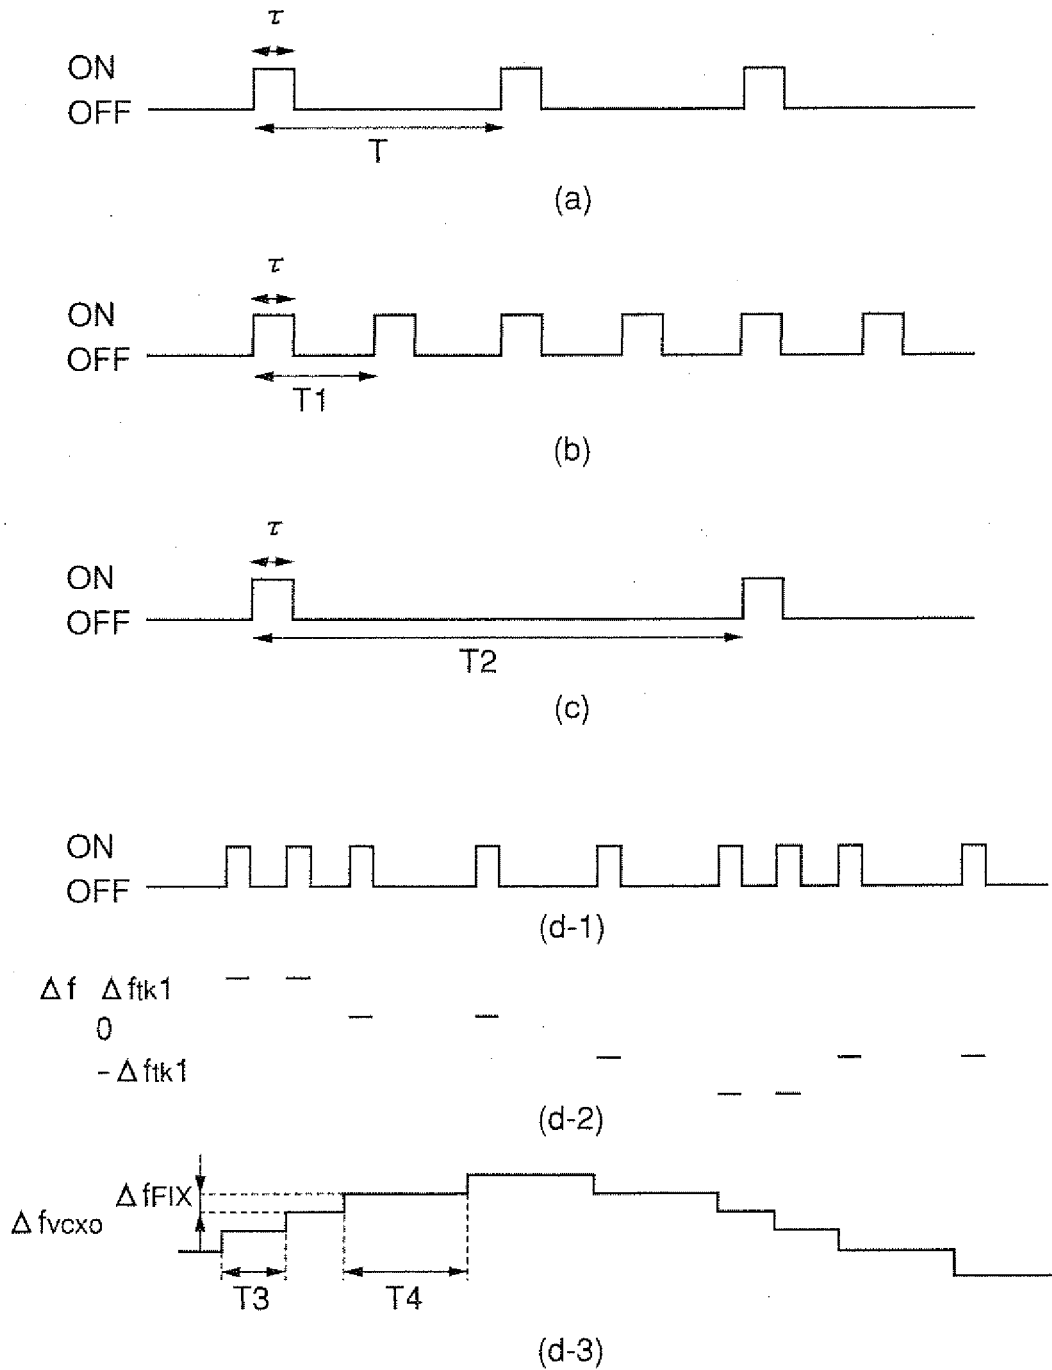 τ
ON
OFF
T
(a)
τ
ON
OFF
T1
(b)
τ
ON
OFF
T2
(c)
ON
OFF
(d-1)
Δf Δftk1
0
-Δftk1
(d-2)
ΔfFIX
Δfvcxo
T3 T4
(d-3)